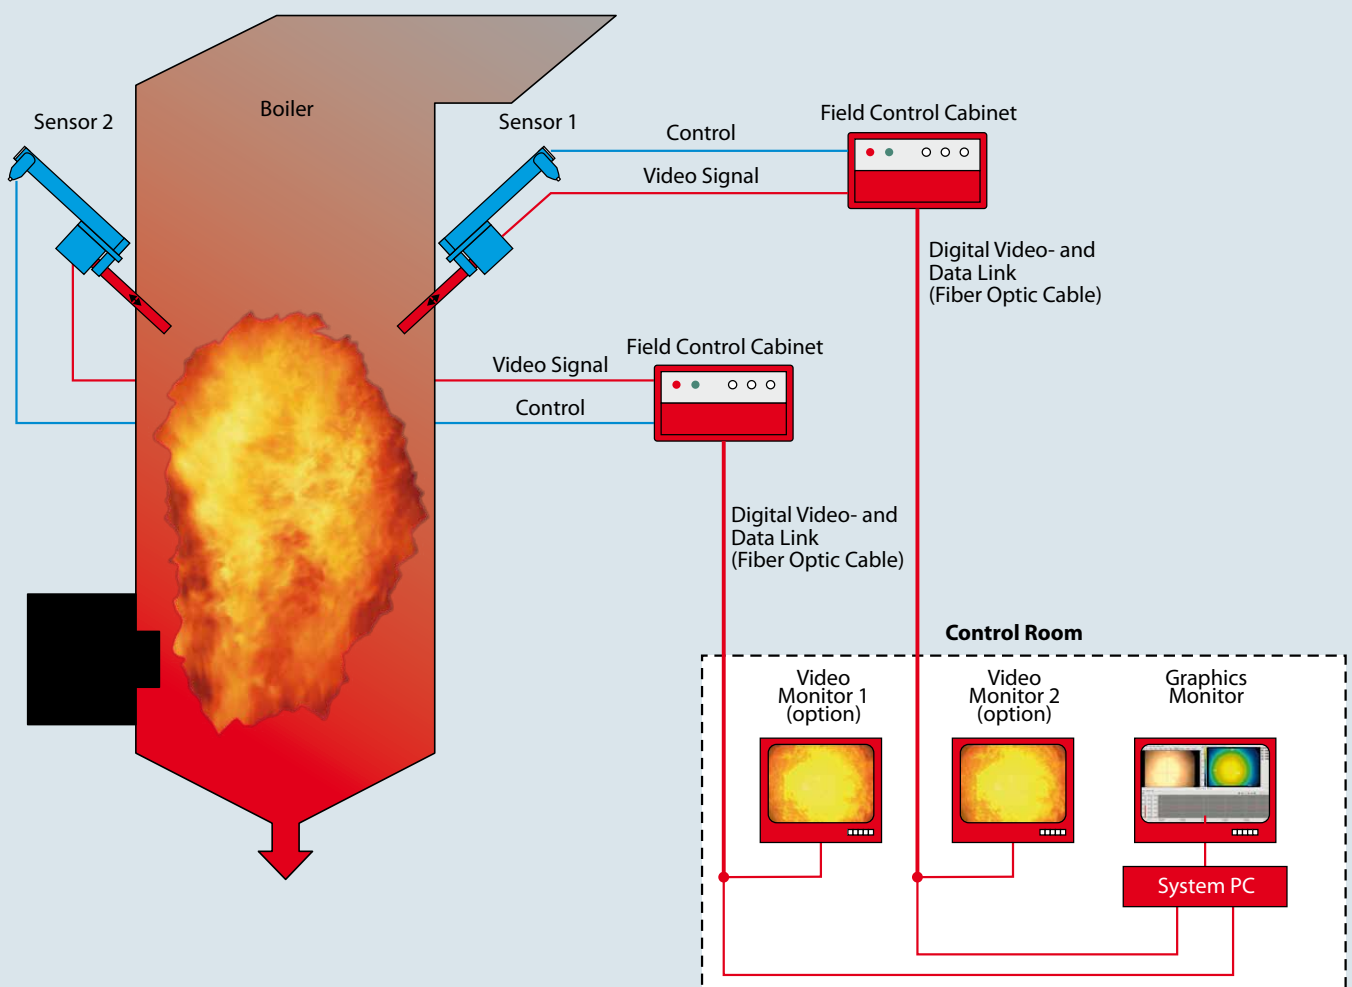 Boiler
Sensor 2
Sensor 1
Control
Video Signal
Field Control Cabinet
Digital Video- and
Data Link
(Fiber Optic Cable)
Field Control Cabinet
Video Signal
Control
Digital Video- and
Data Link
(Fiber Optic Cable)
Control Room
Video
Monitor 1
(option)
Video
Monitor 2
(option)
Graphics
Monitor
System PC